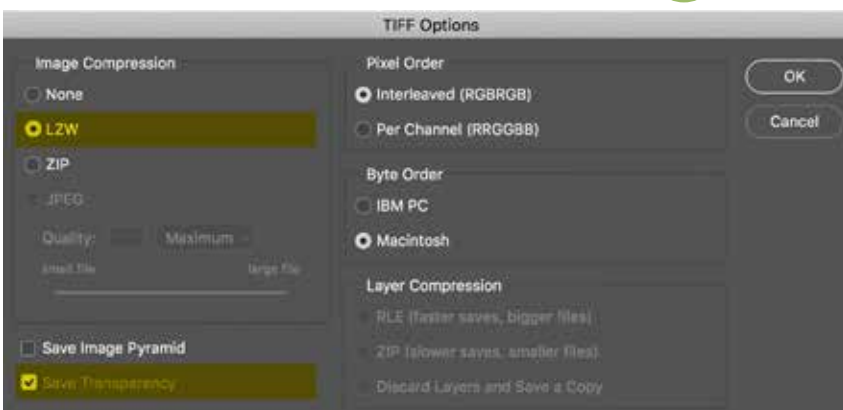 TIFF Options
Image Compression
None
LZW
ZIP
JPEG
Quality: Maximum
small file large file
Save Image Pyramid
Save Transparency
Pixel Order
Interleaved (RGBRGB)
Per Channel (RRGGBB)
Byte Order
IBM PC
Macintosh
Layer Compression
RLE (faster saves, bigger files)
ZIP (slower saves, smaller files)
Discard Layers and Save a Copy
OK
Cancel